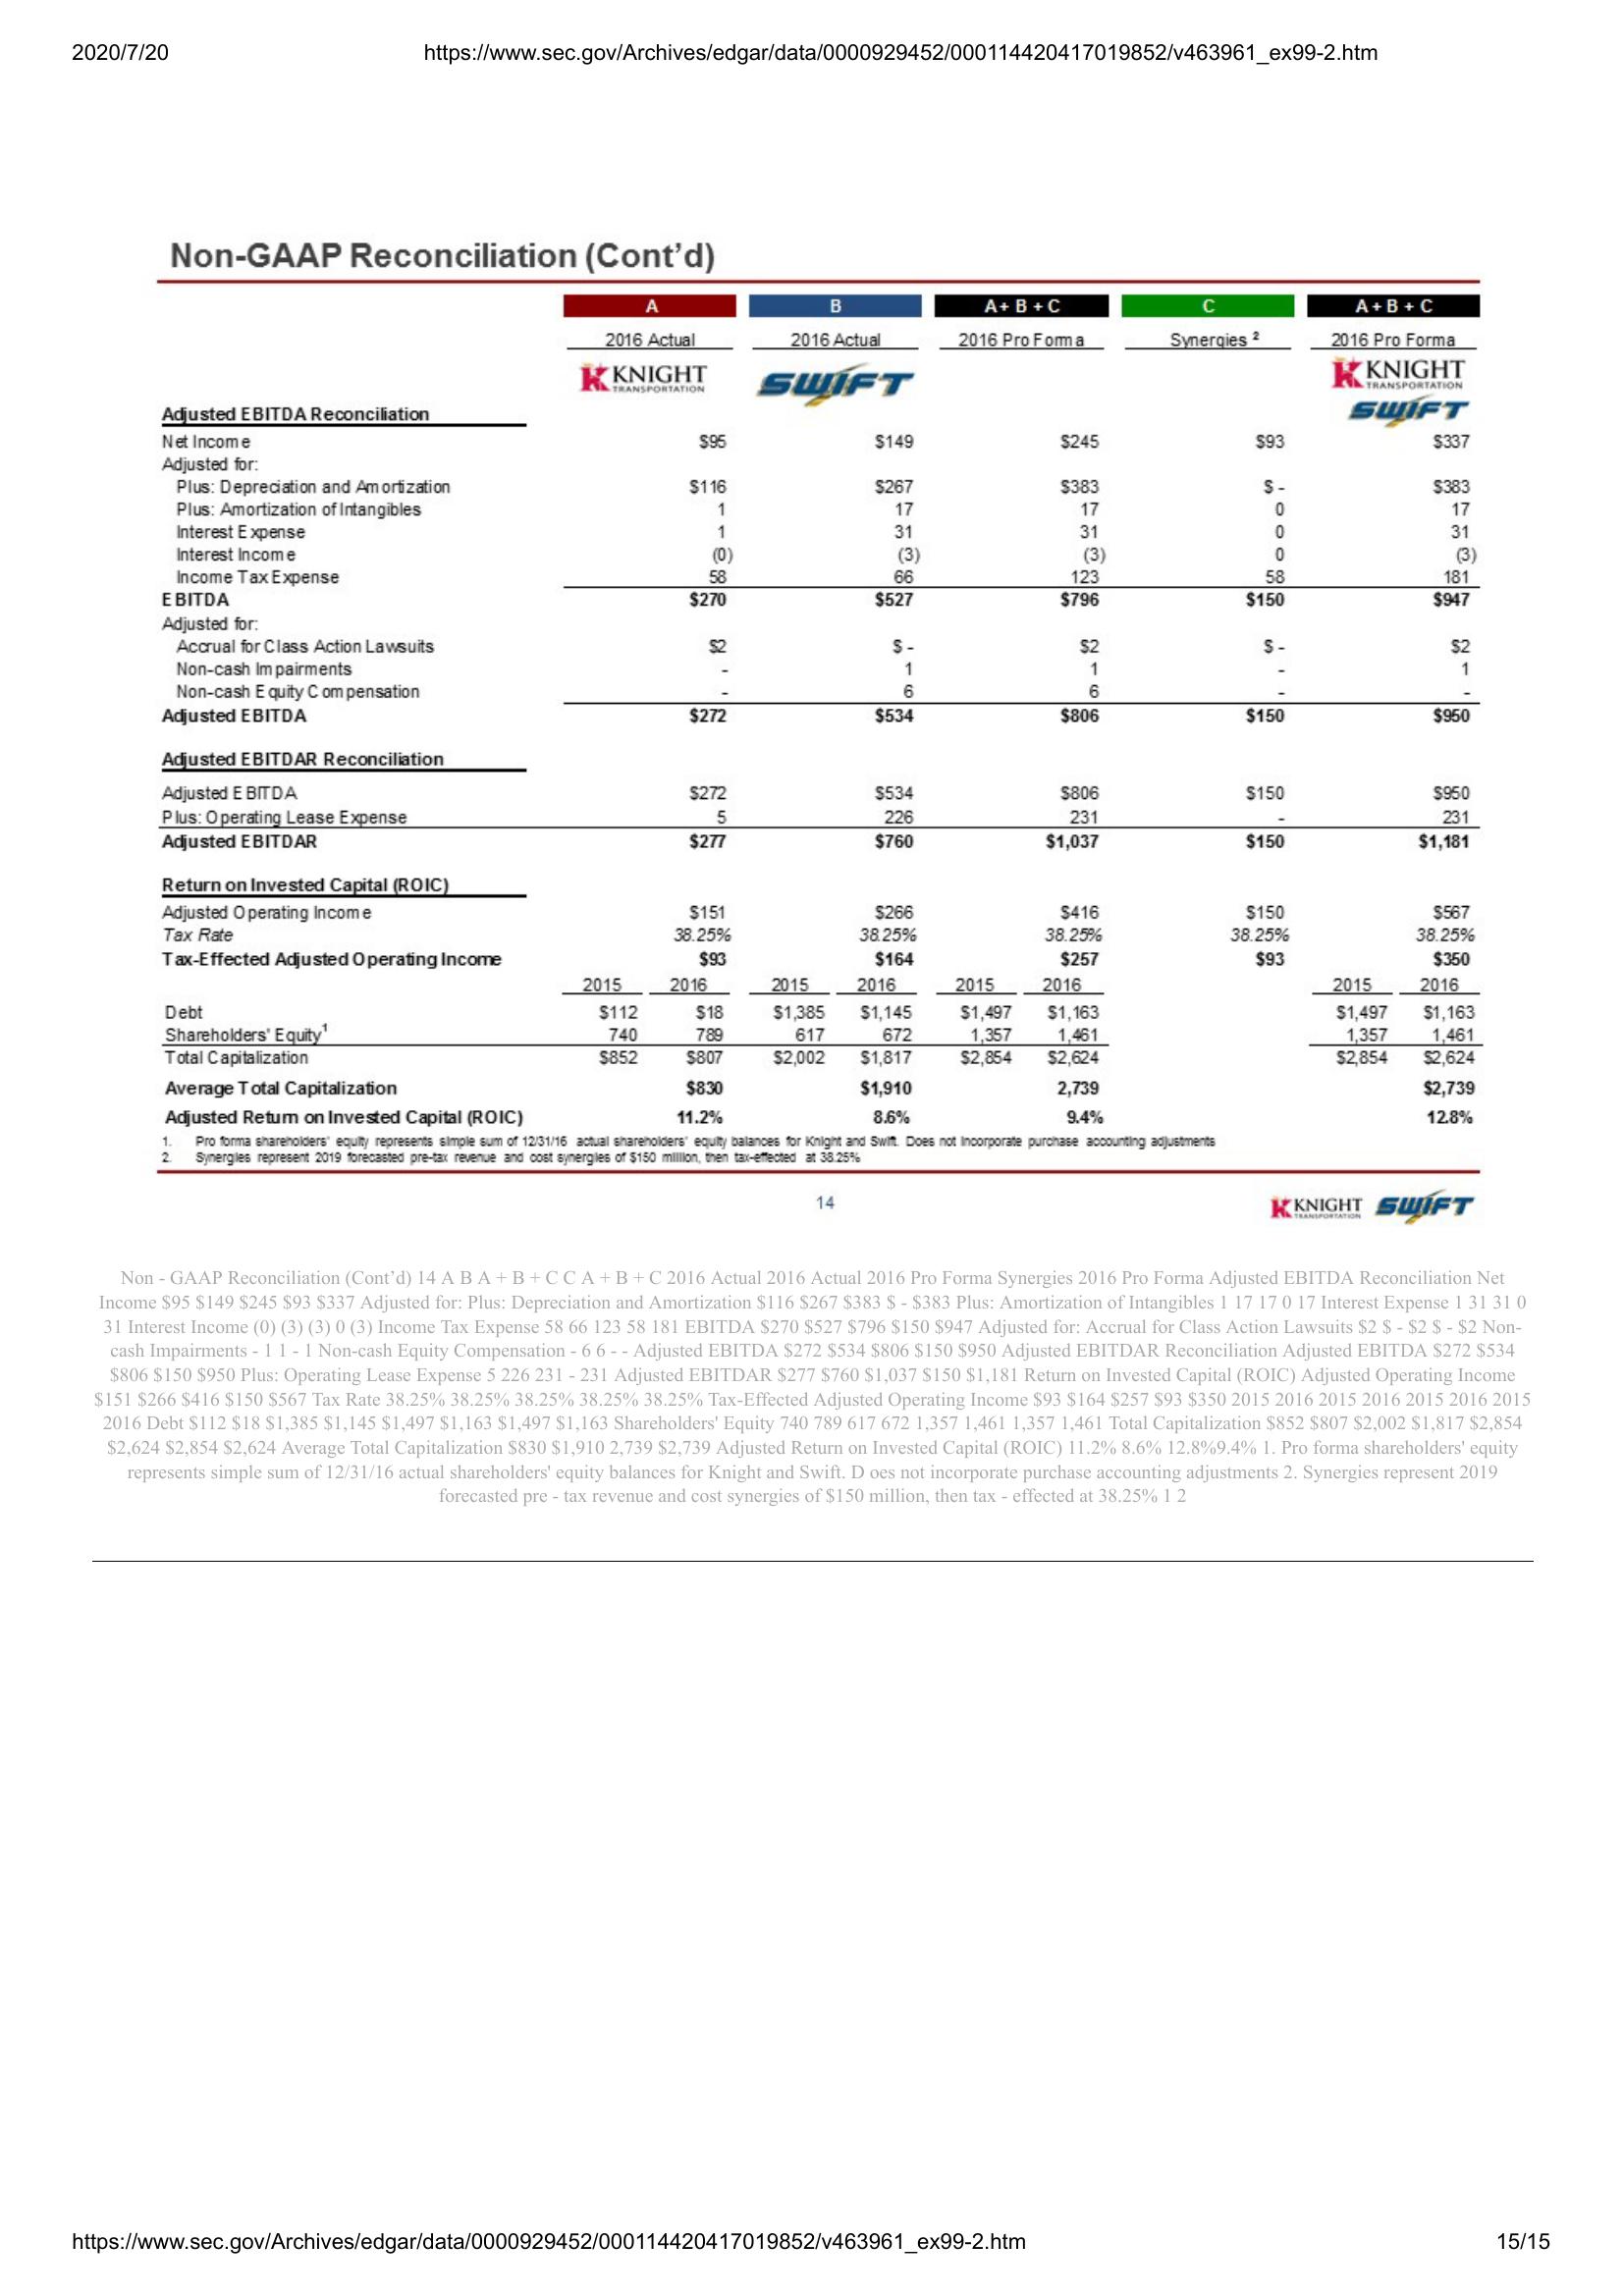 2020/7/20 https://www.sec.gov/Archives/edgar/data/0000929452/000114420417019852/v463961_ex99-2.htm
Non-GAAP Reconciliation (Cont’d)
A B A+ B + C C A + B + C
2016 Actual 2016 Actual 2016 Pro Forma Synergies ² 2016 Pro Forma
KNIGHT TRANSPORTATION SWIFT KNIGHT TRANSPORTATION SWIFT
Adjusted EBITDA Reconciliation
Net Income $95 $149 $245 $93 $337
Adjusted for:
Plus: Depreciation and Amortization $116 $267 $383 $ - $383
Plus: Amortization of Intangibles 1 17 17 0 17
Interest Expense 1 31 31 0 31
Interest Income (0) (3) (3) 0 (3)
Income Tax Expense 58 66 123 58 181
EBITDA $270 $527 $796 $150 $947
Adjusted for:
Accrual for Class Action Lawsuits $2 $ - $2 $ - $2
Non-cash Impairments - 1 1 - 1
Non-cash Equity Compensation - 6 6 - -
Adjusted EBITDA $272 $534 $806 $150 $950
Adjusted EBITDAR Reconciliation
Adjusted EBITDA $272 $534 $806 $150 $950
Plus: Operating Lease Expense 5 226 231 - 231
Adjusted EBITDAR $277 $760 $1,037 $150 $1,181
Return on Invested Capital (ROIC)
Adjusted Operating Income $151 $266 $416 $150 $567
Tax Rate 38.25% 38.25% 38.25% 38.25% 38.25%
Tax-Effected Adjusted Operating Income $93 $164 $257 $93 $350
2015 2016 2015 2016 2015 2016 2015 2016
Debt $112 $18 $1,385 $1,145 $1,497 $1,163 $1,497 $1,163
Shareholders' Equity¹ 740 789 617 672 1,357 1,461 1,357 1,461
Total Capitalization $852 $807 $2,002 $1,817 $2,854 $2,624 $2,854 $2,624
Average Total Capitalization $830 $1,910 2,739 $2,739
Adjusted Return on Invested Capital (ROIC) 11.2% 8.6% 9.4% 12.8%
1. Pro forma shareholders' equity represents simple sum of 12/31/16 actual shareholders' equity balances for Knight and Swift. Does not incorporate purchase accounting adjustments
2. Synergies represent 2019 forecasted pre-tax revenue and cost synergies of $150 million, then tax-effected at 38.25%
14 KNIGHT TRANSPORTATION SWIFT
Non - GAAP Reconciliation (Cont’d) 14 A B A + B + C C A + B + C 2016 Actual 2016 Actual 2016 Pro Forma Synergies 2016 Pro Forma Adjusted EBITDA Reconciliation Net
Income $95 $149 $245 $93 $337 Adjusted for: Plus: Depreciation and Amortization $116 $267 $383 $ - $383 Plus: Amortization of Intangibles 1 17 17 0 17 Interest Expense 1 31 31 0
31 Interest Income (0) (3) (3) 0 (3) Income Tax Expense 58 66 123 58 181 EBITDA $270 $527 $796 $150 $947 Adjusted for: Accrual for Class Action Lawsuits $2 $ - $2 $ - $2 Non-
cash Impairments - 1 1 - 1 Non-cash Equity Compensation - 6 6 - - Adjusted EBITDA $272 $534 $806 $150 $950 Adjusted EBITDAR Reconciliation Adjusted EBITDA $272 $534
$806 $150 $950 Plus: Operating Lease Expense 5 226 231 - 231 Adjusted EBITDAR $277 $760 $1,037 $150 $1,181 Return on Invested Capital (ROIC) Adjusted Operating Income
$151 $266 $416 $150 $567 Tax Rate 38.25% 38.25% 38.25% 38.25% 38.25% Tax-Effected Adjusted Operating Income $93 $164 $257 $93 $350 2015 2016 2015 2016 2015 2016 2015
2016 Debt $112 $18 $1,385 $1,145 $1,497 $1,163 $1,497 $1,163 Shareholders' Equity 740 789 617 672 1,357 1,461 1,357 1,461 Total Capitalization $852 $807 $2,002 $1,817 $2,854
$2,624 $2,854 $2,624 Average Total Capitalization $830 $1,910 2,739 $2,739 Adjusted Return on Invested Capital (ROIC) 11.2% 8.6% 12.8%9.4% 1. Pro forma shareholders' equity
represents simple sum of 12/31/16 actual shareholders' equity balances for Knight and Swift. D oes not incorporate purchase accounting adjustments 2. Synergies represent 2019
forecasted pre - tax revenue and cost synergies of $150 million, then tax - effected at 38.25% 1 2
https://www.sec.gov/Archives/edgar/data/0000929452/000114420417019852/v463961_ex99-2.htm 15/15